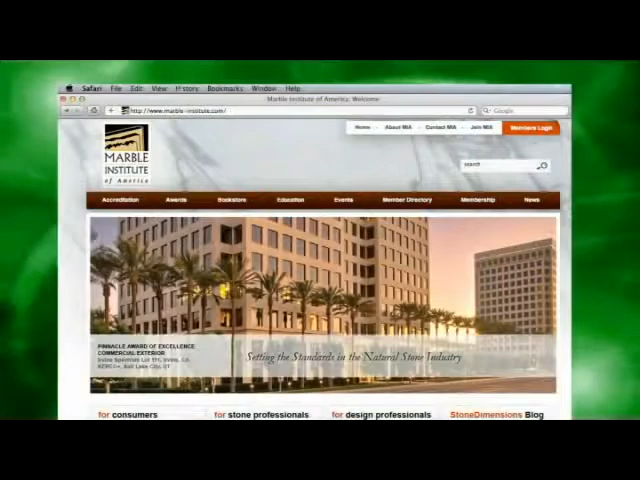 Safari File Edit View History Bookmarks Window Help
Marble Institute of America: Welcome
http://www.marble-institute.com/
Google
Home About MIA Contact MIA Join MIA Members Login
MARBLE
INSTITUTE
of America
search
Accreditation Awards Bookstore Education Events Member Directory Membership News
PINNACLE AWARD OF EXCELLENCE
COMMERCIAL EXTERIOR
Setting the Standards in the Natural Stone Industry
for consumers for stone professionals for design professionals StoneDimensions Blog